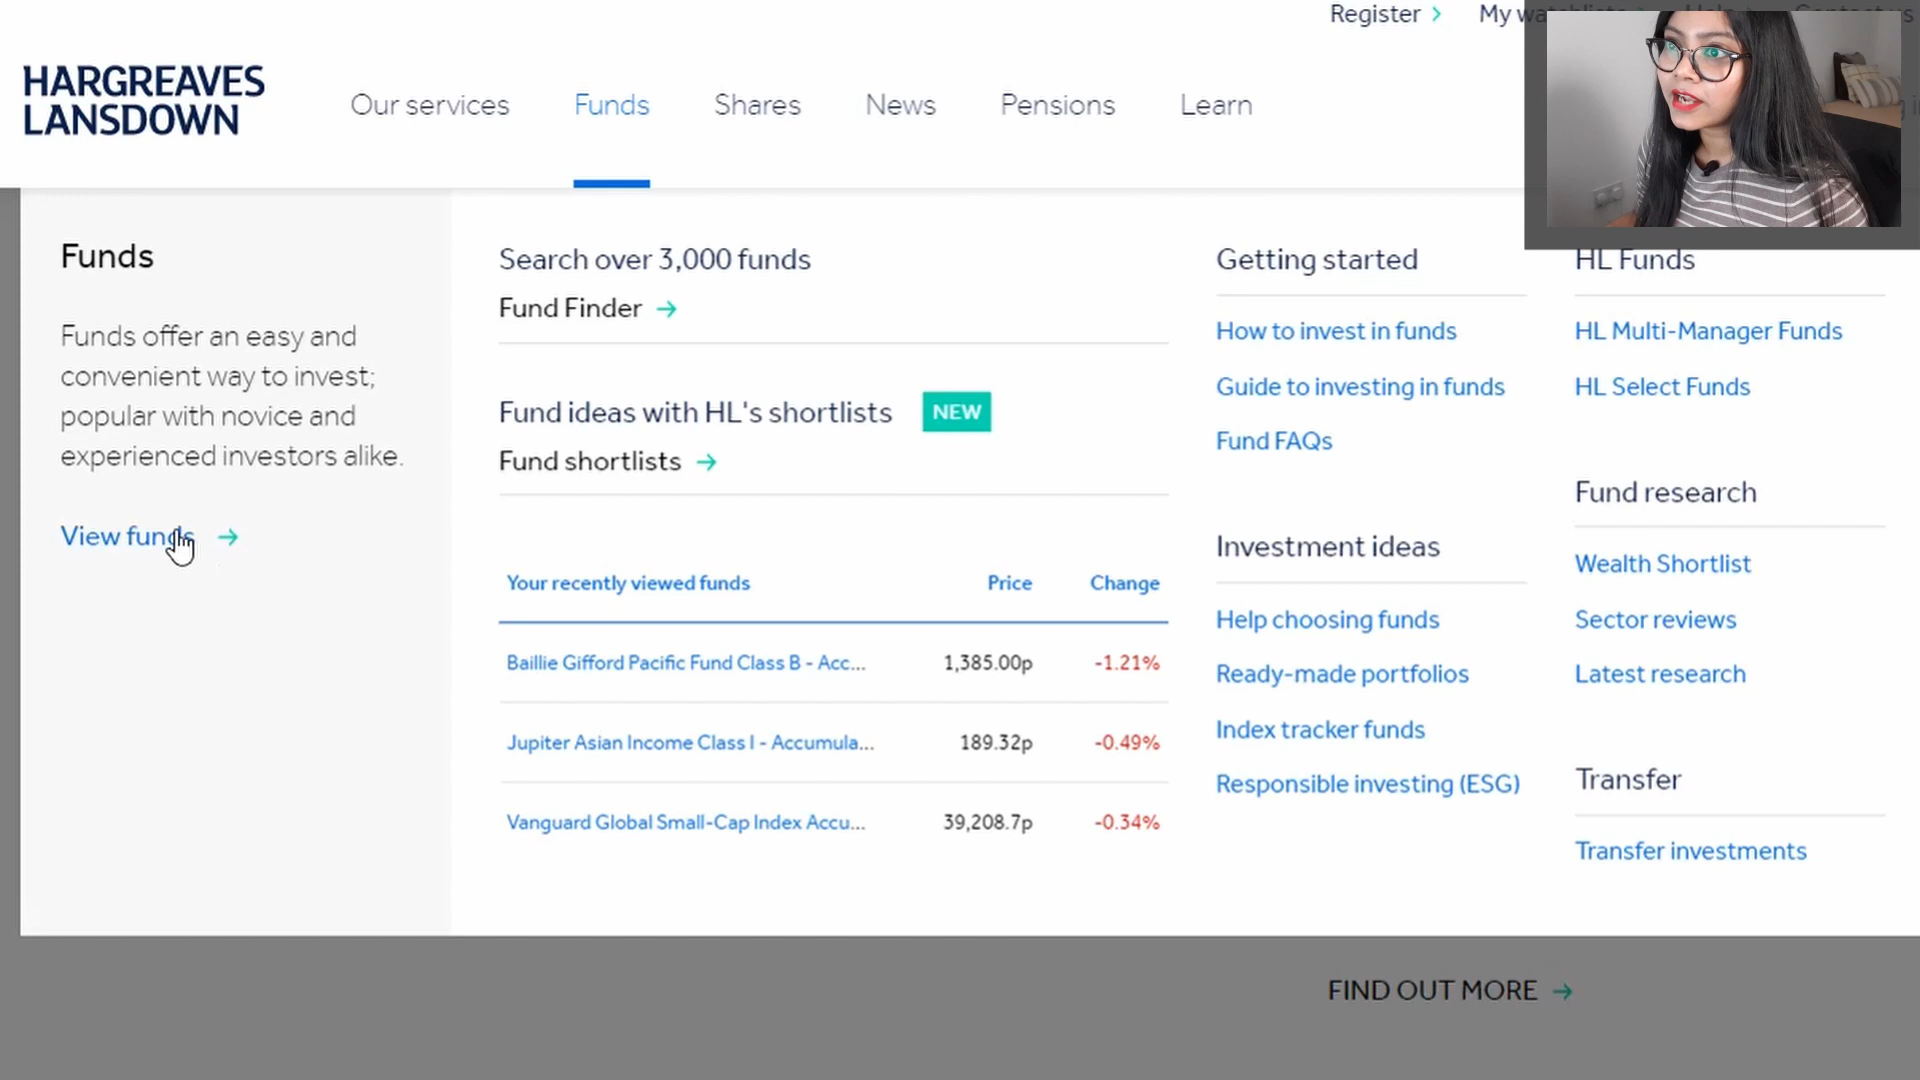 Register
My watchlists
HARGREAVES
LANSDOWN
Our services
Funds
Shares
News
Pensions
Learn
Funds
Funds offer an easy and
convenient way to invest;
popular with novice and
experienced investors alike.
View funds
Search over 3,000 funds
Fund Finder
Fund ideas with HL's shortlists NEW
Fund shortlists
Your recently viewed funds Price Change
Baillie Gifford Pacific Fund Class B - Acc... 1,385.00p -1.21%
Jupiter Asian Income Class I - Accumula... 189.32p -0.49%
Vanguard Global Small-Cap Index Accu... 39,208.7p -0.34%
Getting started
How to invest in funds
Guide to investing in funds
Fund FAQs
Investment ideas
Help choosing funds
Ready-made portfolios
Index tracker funds
Responsible investing (ESG)
HL Funds
HL Multi-Manager Funds
HL Select Funds
Fund research
Wealth Shortlist
Sector reviews
Latest research
Transfer
Transfer investments
FIND OUT MORE